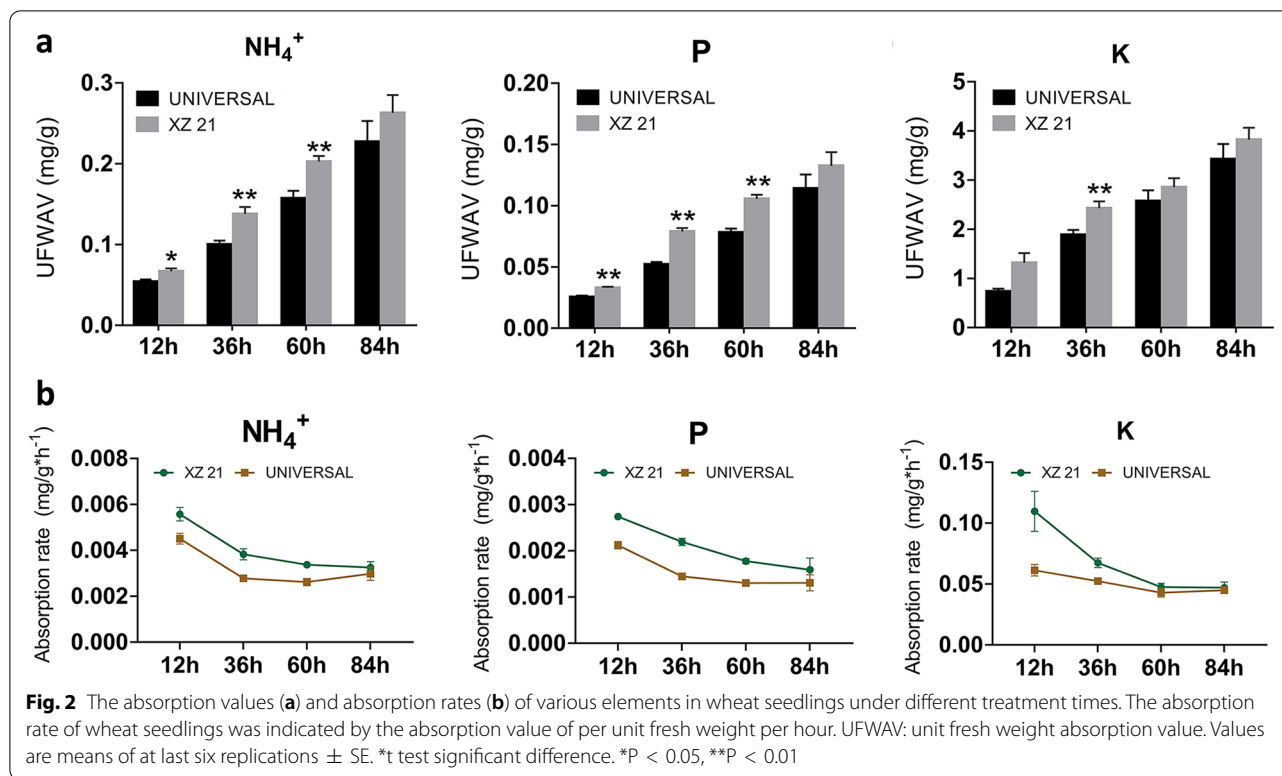 a
NH₄⁺
UFWAV (mg/g)
0.3
0.2
0.1
0.0
UNIVERSAL
XZ 21
*
**
**
12h 36h 60h 84h
P
UFWAV (mg/g)
0.20
0.15
0.10
0.05
0.00
UNIVERSAL
XZ 21
**
**
**
12h 36h 60h 84h
K
UFWAV (mg/g)
5
4
3
2
1
0
UNIVERSAL
XZ 21
**
12h 36h 60h 84h
b
NH₄⁺
Absorption rate (mg/g*h⁻¹)
0.008
0.006
0.004
0.002
0.000
XZ 21 UNIVERSAL
12h 36h 60h 84h
P
Absorption rate (mg/g*h⁻¹)
0.004
0.003
0.002
0.001
0.000
XZ 21 UNIVERSAL
12h 36h 60h 84h
K
Absorption rate (mg/g*h⁻¹)
0.15
0.10
0.05
0.00
XZ 21 UNIVERSAL
12h 36h 60h 84h
Fig. 2 The absorption values (a) and absorption rates (b) of various elements in wheat seedlings under different treatment times. The absorption
rate of wheat seedlings was indicated by the absorption value of per unit fresh weight per hour. UFWAV: unit fresh weight absorption value. Values
are means of at last six replications ± SE. *t test significant difference. *P < 0.05, **P < 0.01